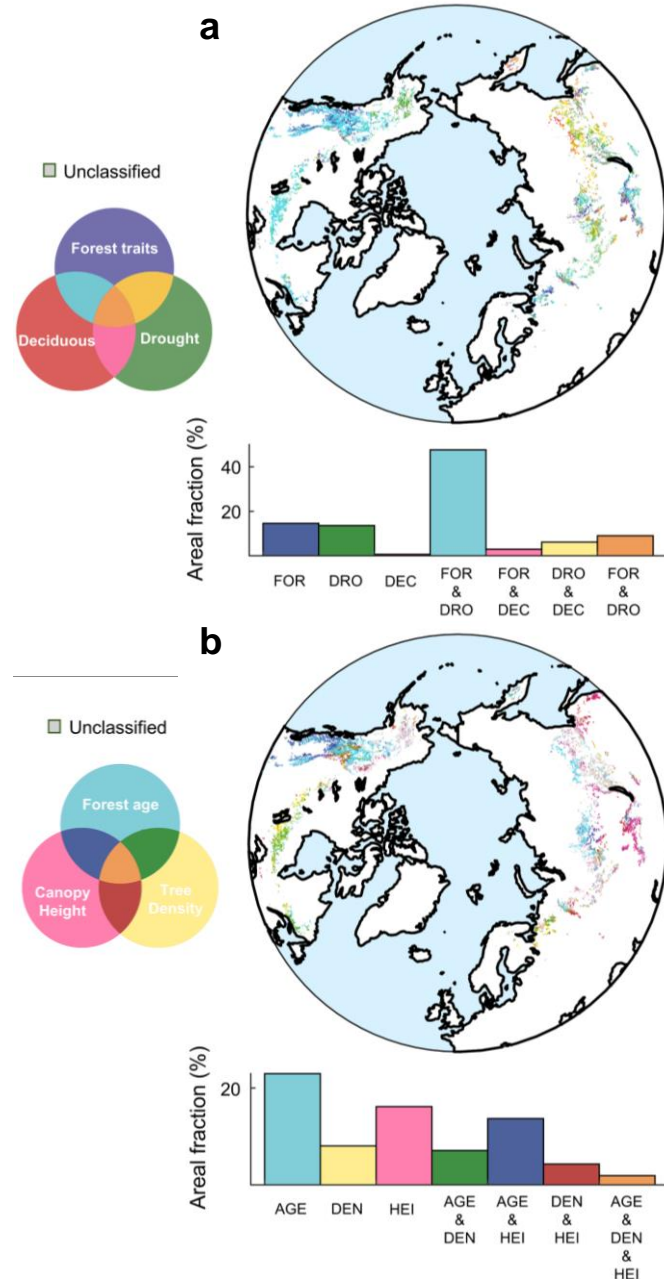 a
Unclassified
Forest traits
Deciduous
Drought
Areal fraction (%)
40
20
FOR
DRO
DEC
FOR
&
DRO
FOR
&
DEC
DRO
&
DEC
FOR
&
DRO
b
Unclassified
Forest age
Canopy
Height
Tree
Density
Areal fraction (%)
20
AGE
DEN
HEI
AGE
&
DEN
AGE
&
HEI
DEN
&
HEI
AGE
&
DEN
&
HEI